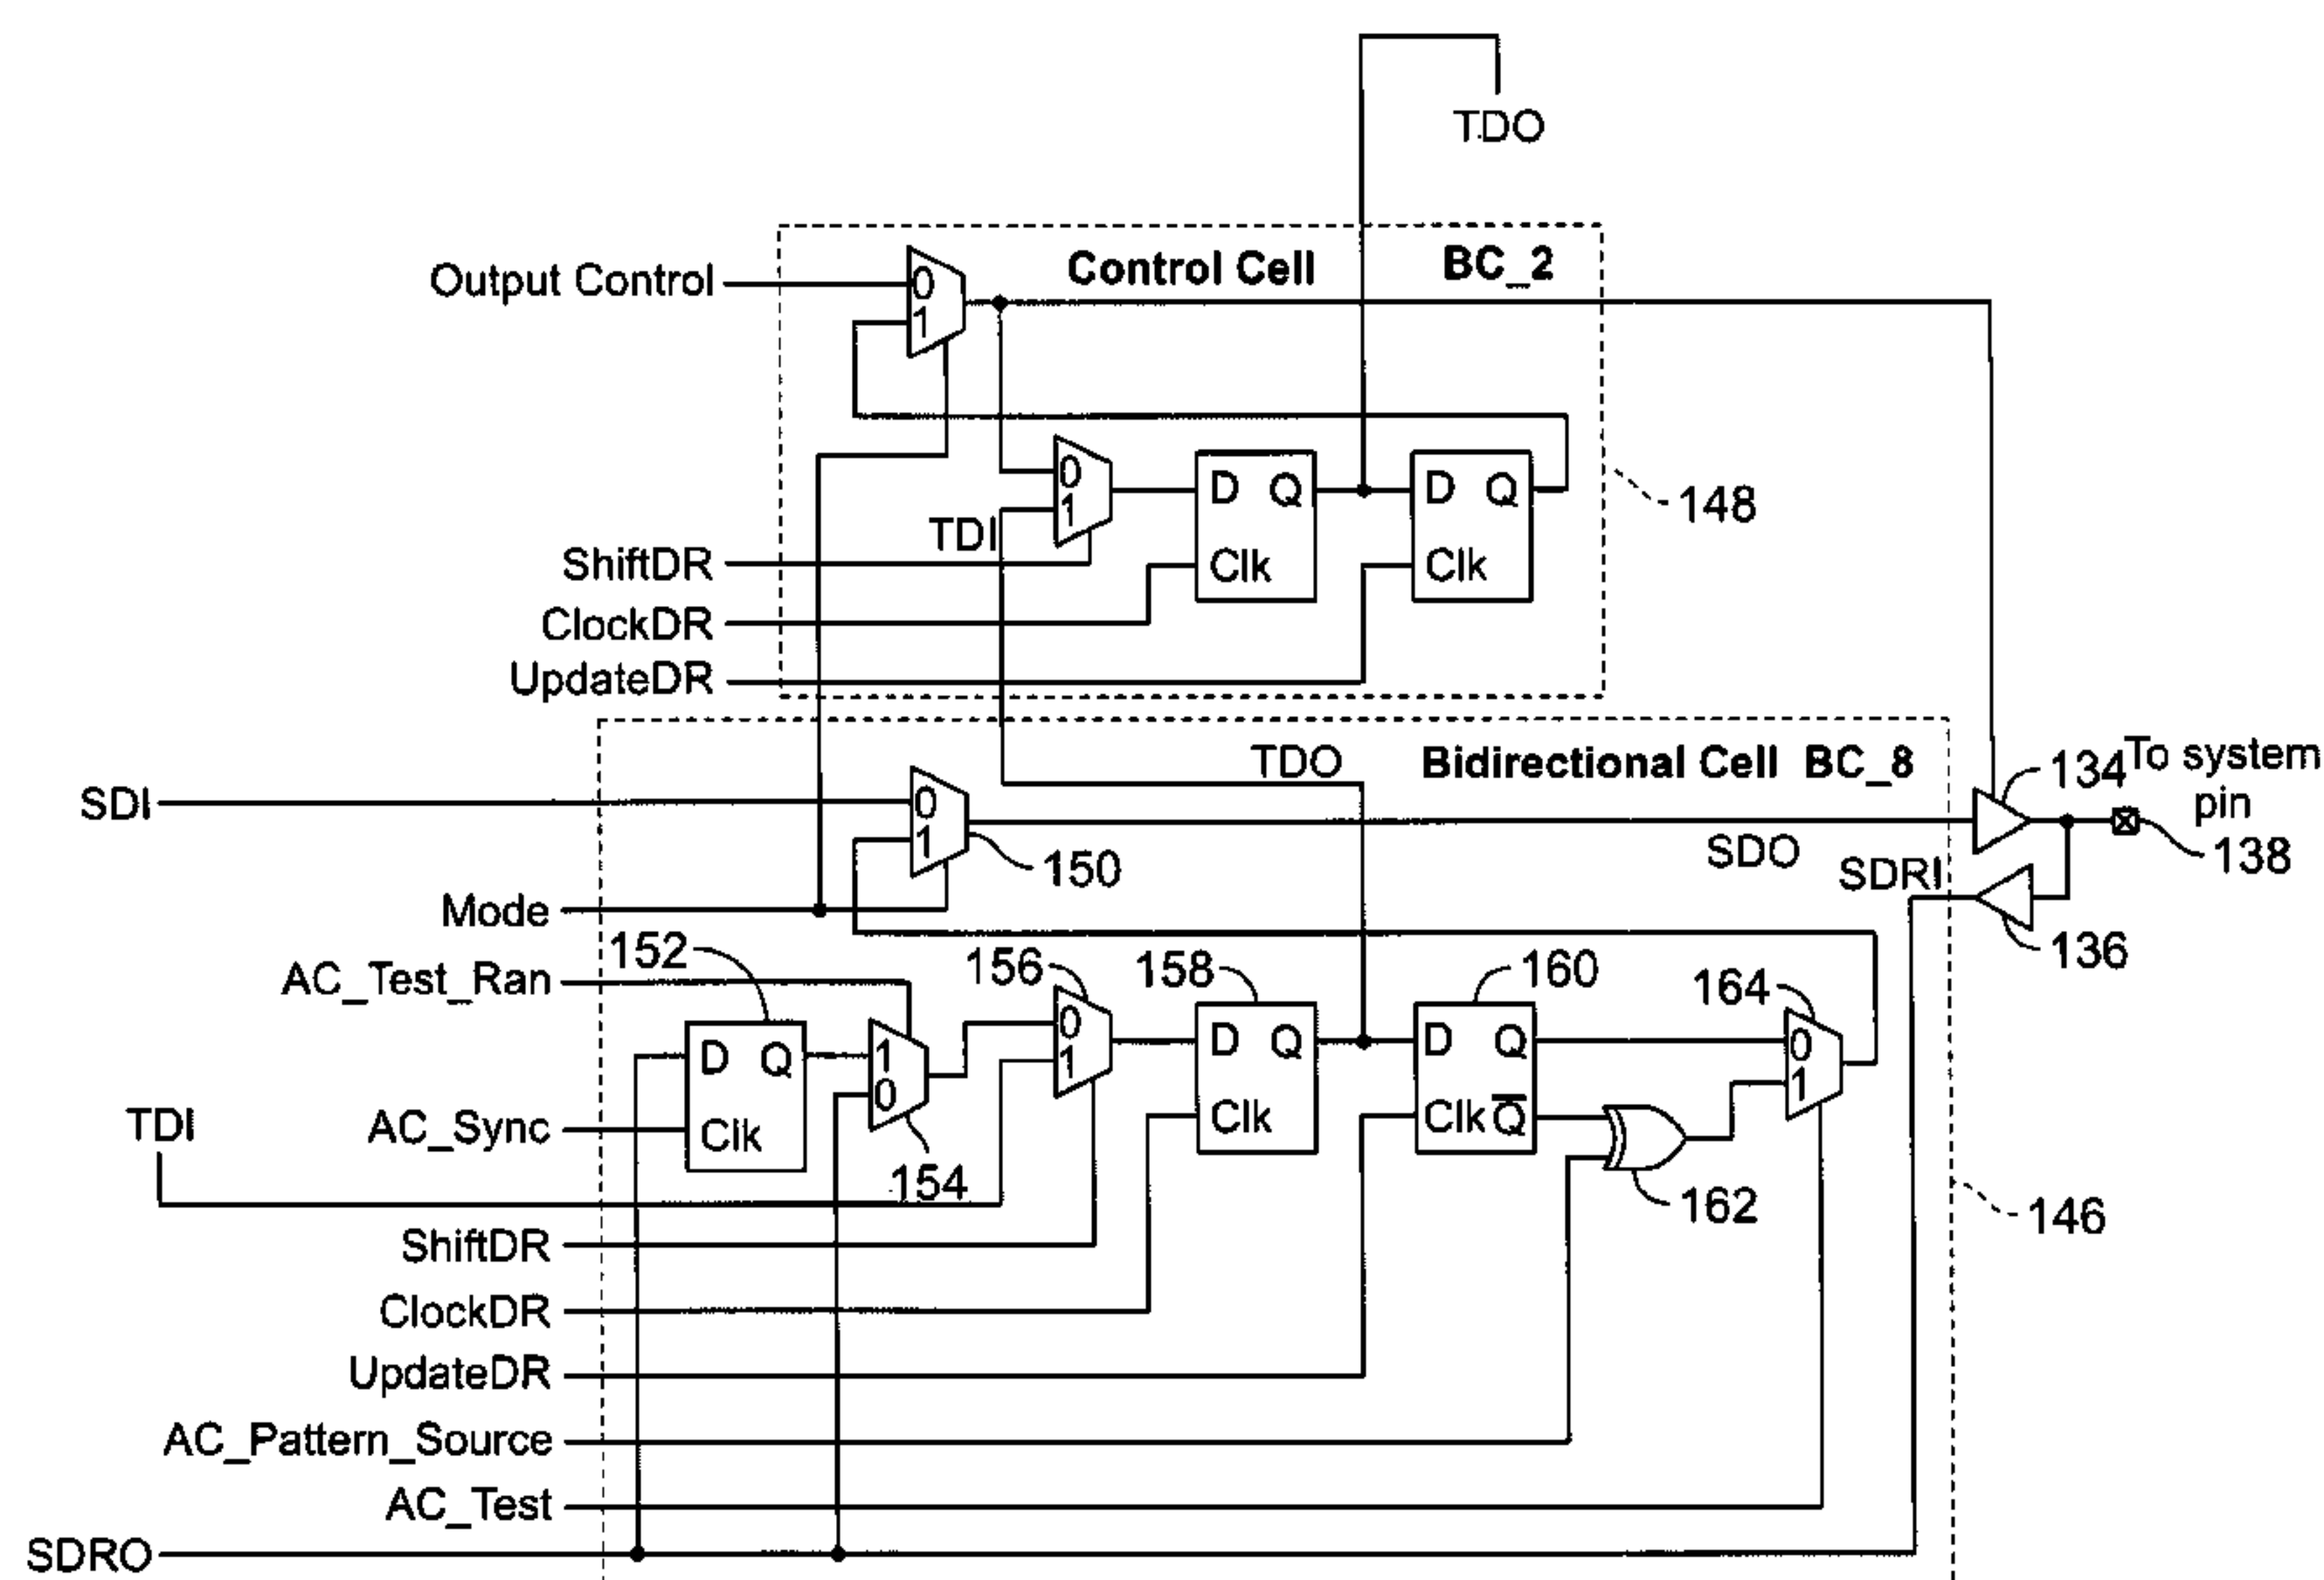 TDO
Control Cell BC_2
Output Control
0
1
0
1
TDI
D Q
Clk
D Q
Clk
148
ShiftDR
ClockDR
UpdateDR
TDO
Bidirectional Cell BC_8
134
To system
pin
SDI
0
1
150
SDO
SDRI
138
136
Mode
152
AC_Test_Ran
156
158
160
164
D Q
Clk
1
0
154
0
1
D Q
Clk
D Q
Clk Q̅
0
1
162
146
AC_Sync
TDI
ShiftDR
ClockDR
UpdateDR
AC_Pattern_Source
AC_Test
SDRO